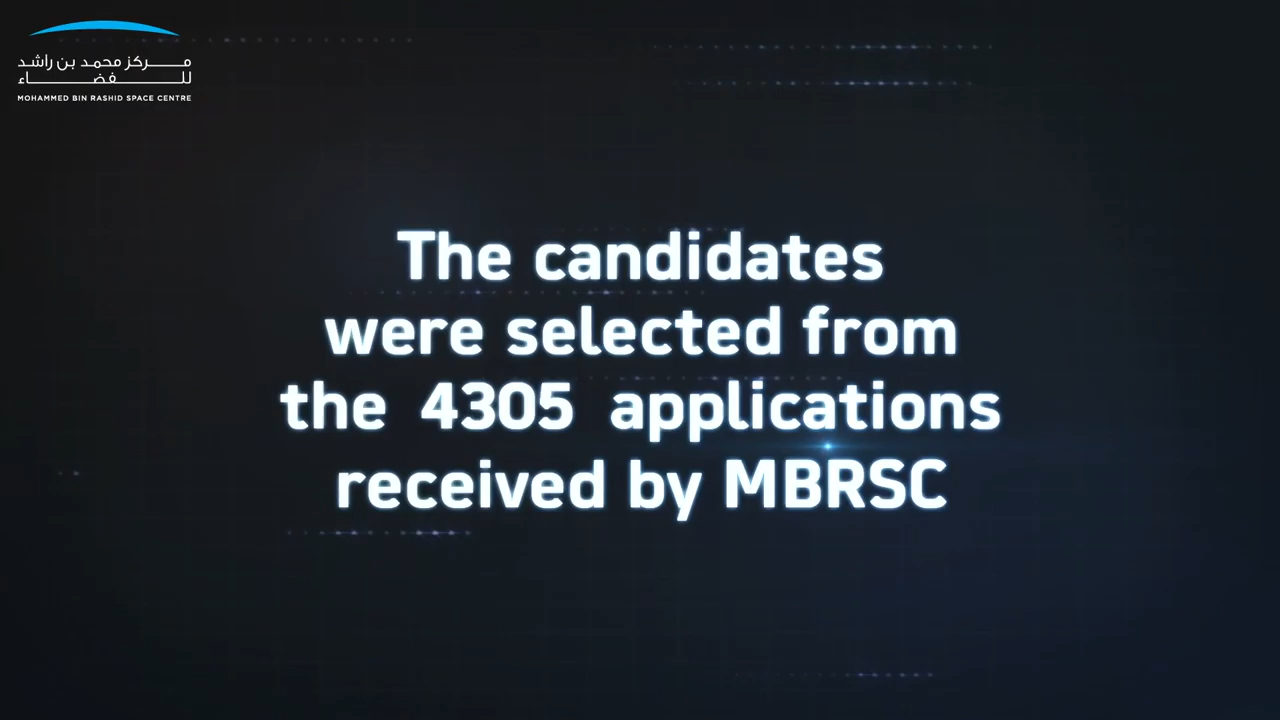 مـــركز محمد بن راشد
للـــــفضـــــاء
MOHAMMED BIN RASHID SPACE CENTRE
The candidates
were selected from
the 4305 applications
received by MBRSC